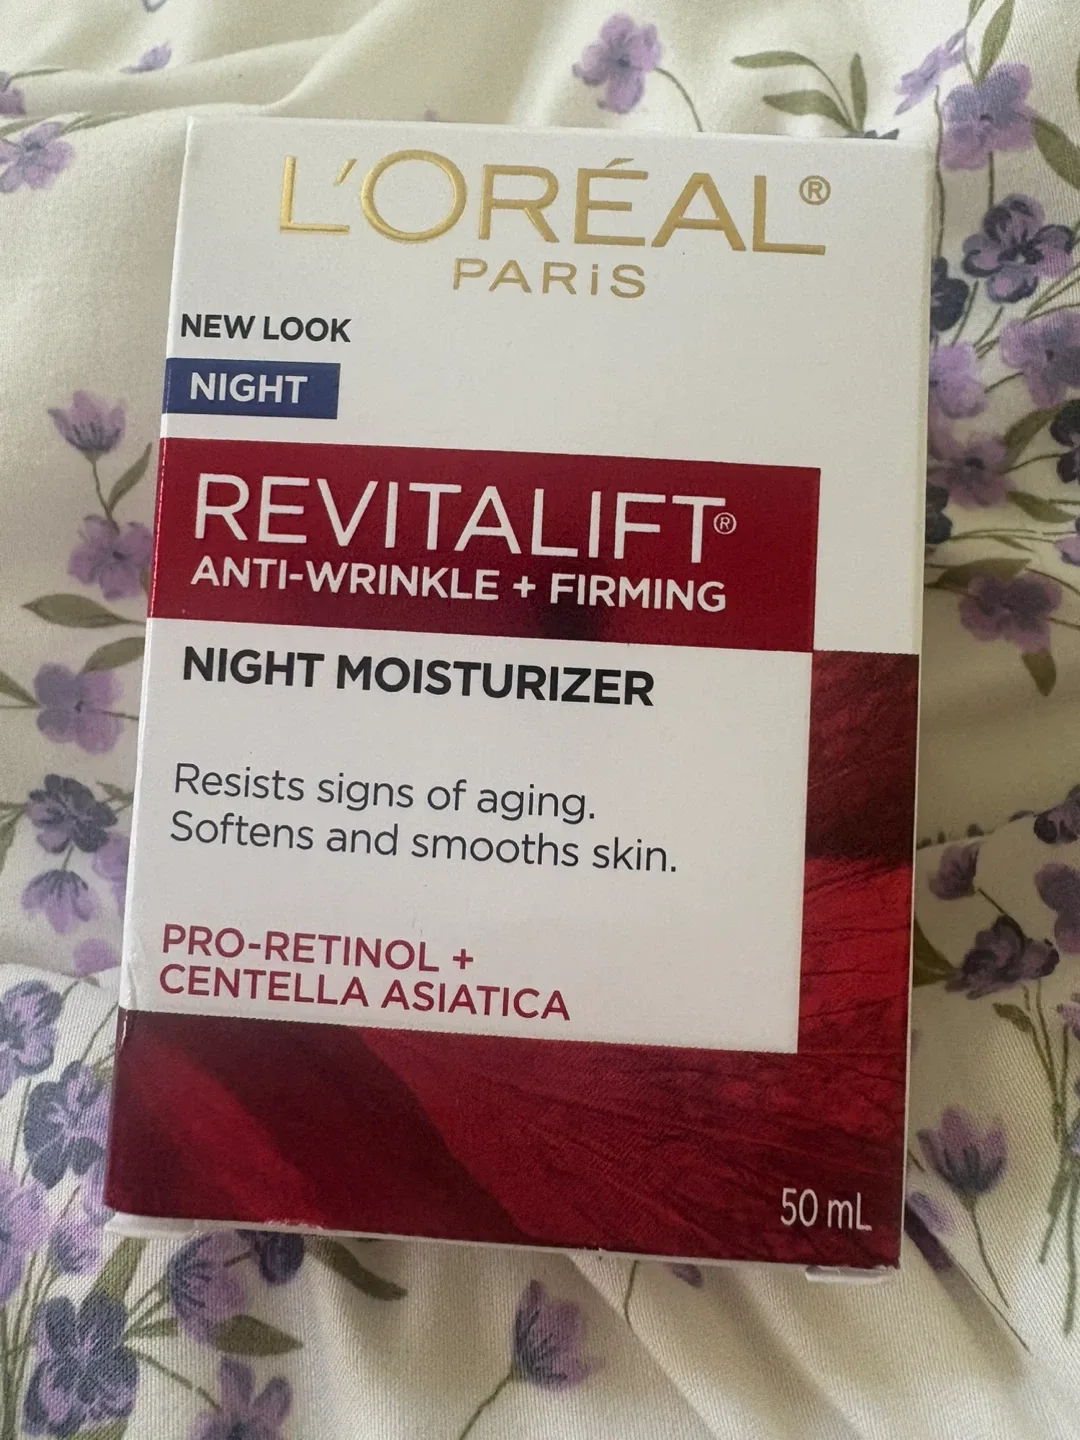 L'ORÉAL®
PARiS
NEW LOOK
NIGHT
REVITALIFT®
ANTI-WRINKLE + FIRMING
NIGHT MOISTURIZER
Resists signs of aging.
Softens and smooths skin.
PRO-RETINOL +
CENTELLA ASIATICA
50 mL